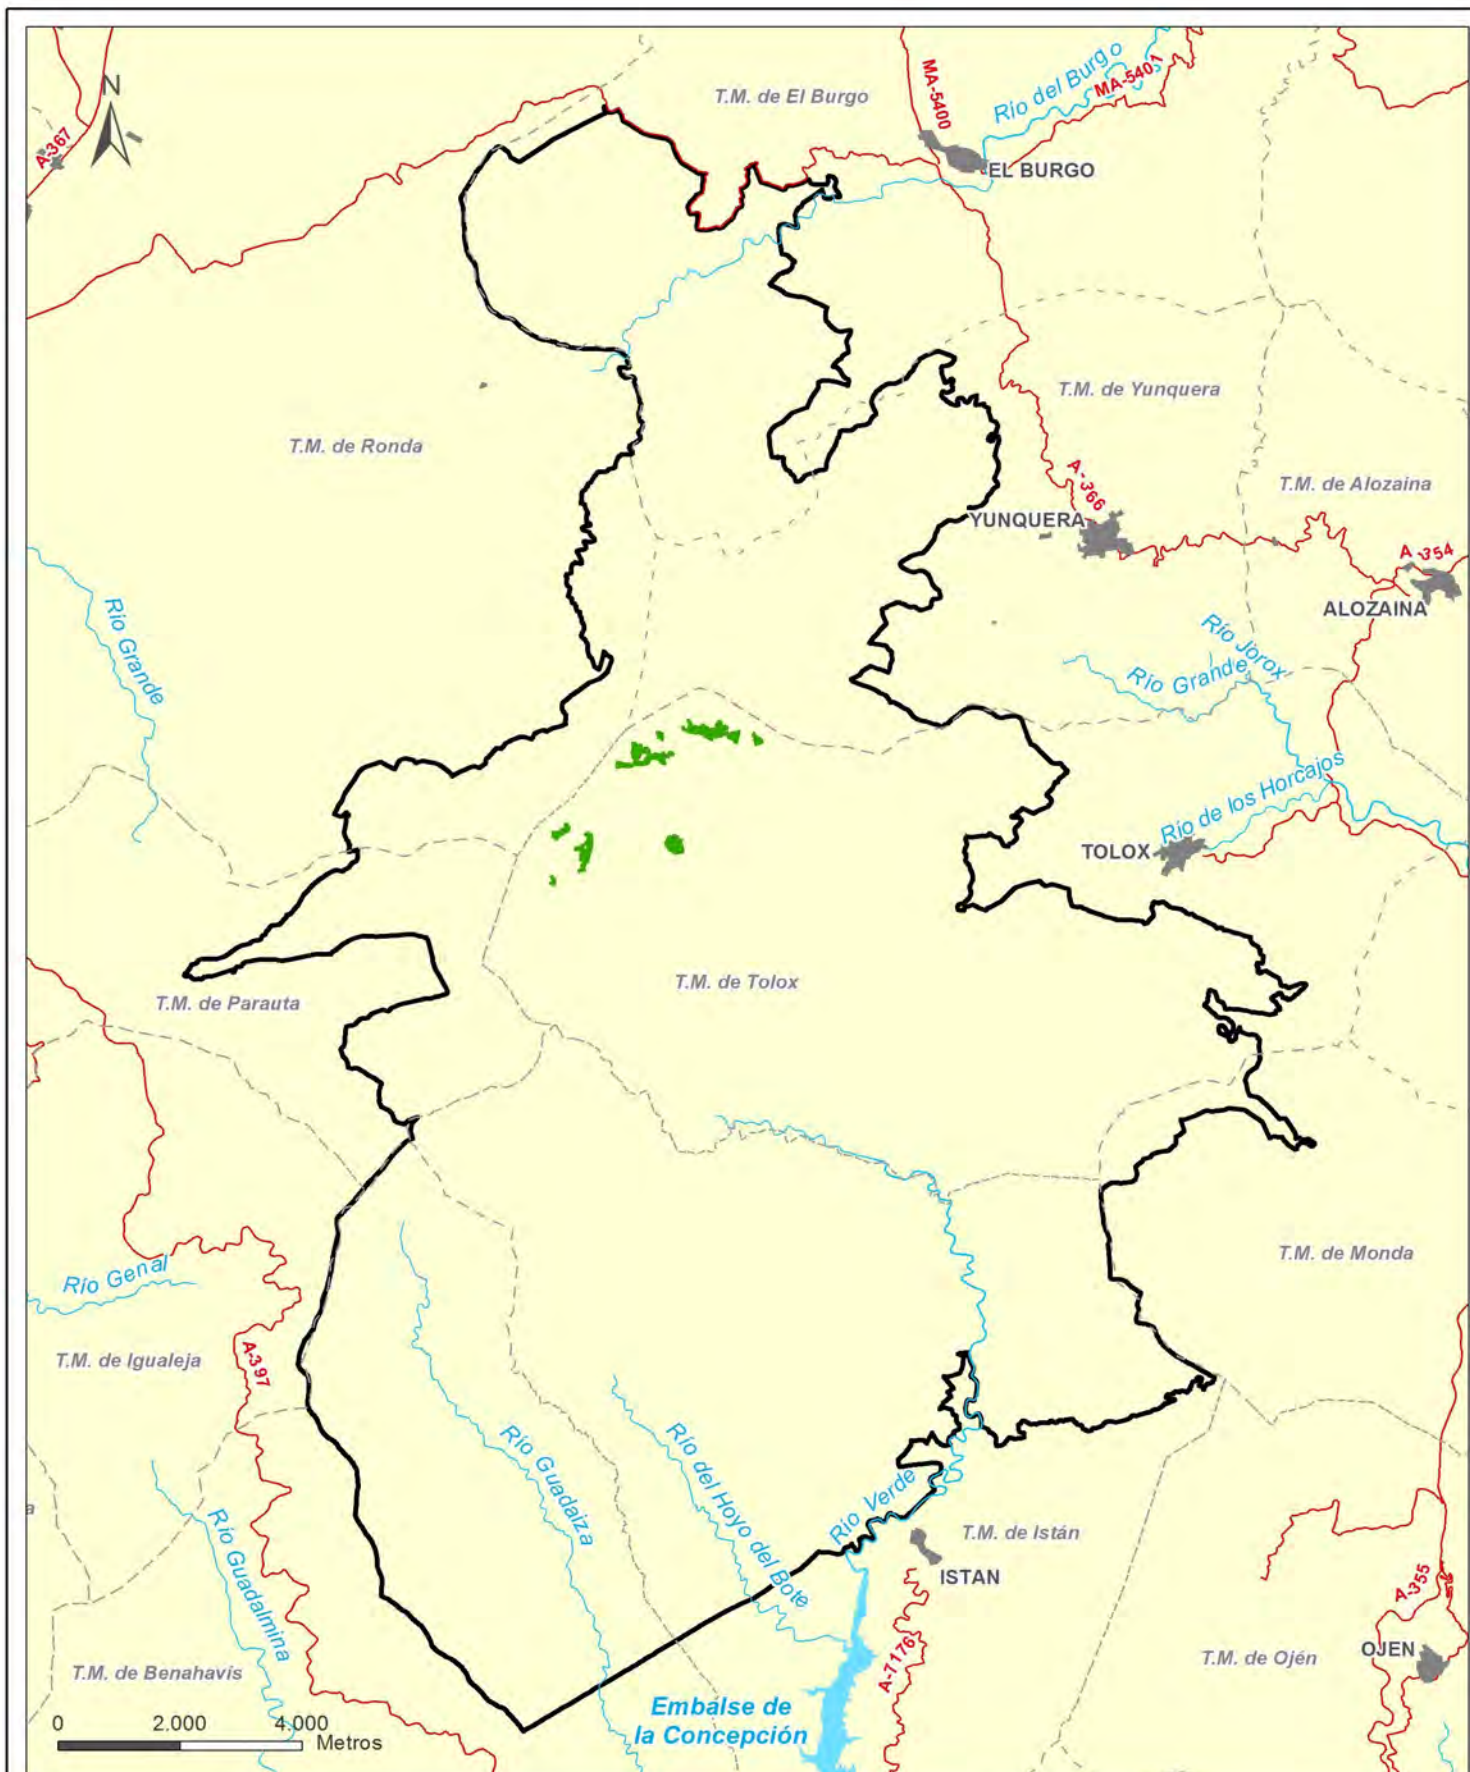 N
A-367
T.M. de El Burgo
MA-5400
Río del Burgo
MA-5401
EL BURGO
T.M. de Ronda
T.M. de Yunquera
A-366
T.M. de Alozaina
YUNQUERA
A-354
ALOZAINA
Río Grande
Río Jorox
Río Grande
Río de los Horcajos
TOLOX
T.M. de Tolox
T.M. de Parauta
Río Genal
T.M. de Monda
T.M. de Igualeja
A-397
Río Guadaiza
Río del Hoyo del Bote
Río Verde
a
Río Guadalmina
T.M. de Istán
ISTAN
A-355
T.M. de Benahavís
A-7176
T.M. de Ojén
OJEN
Embalse de
la Concepción
0 2.000 4.000
Metros